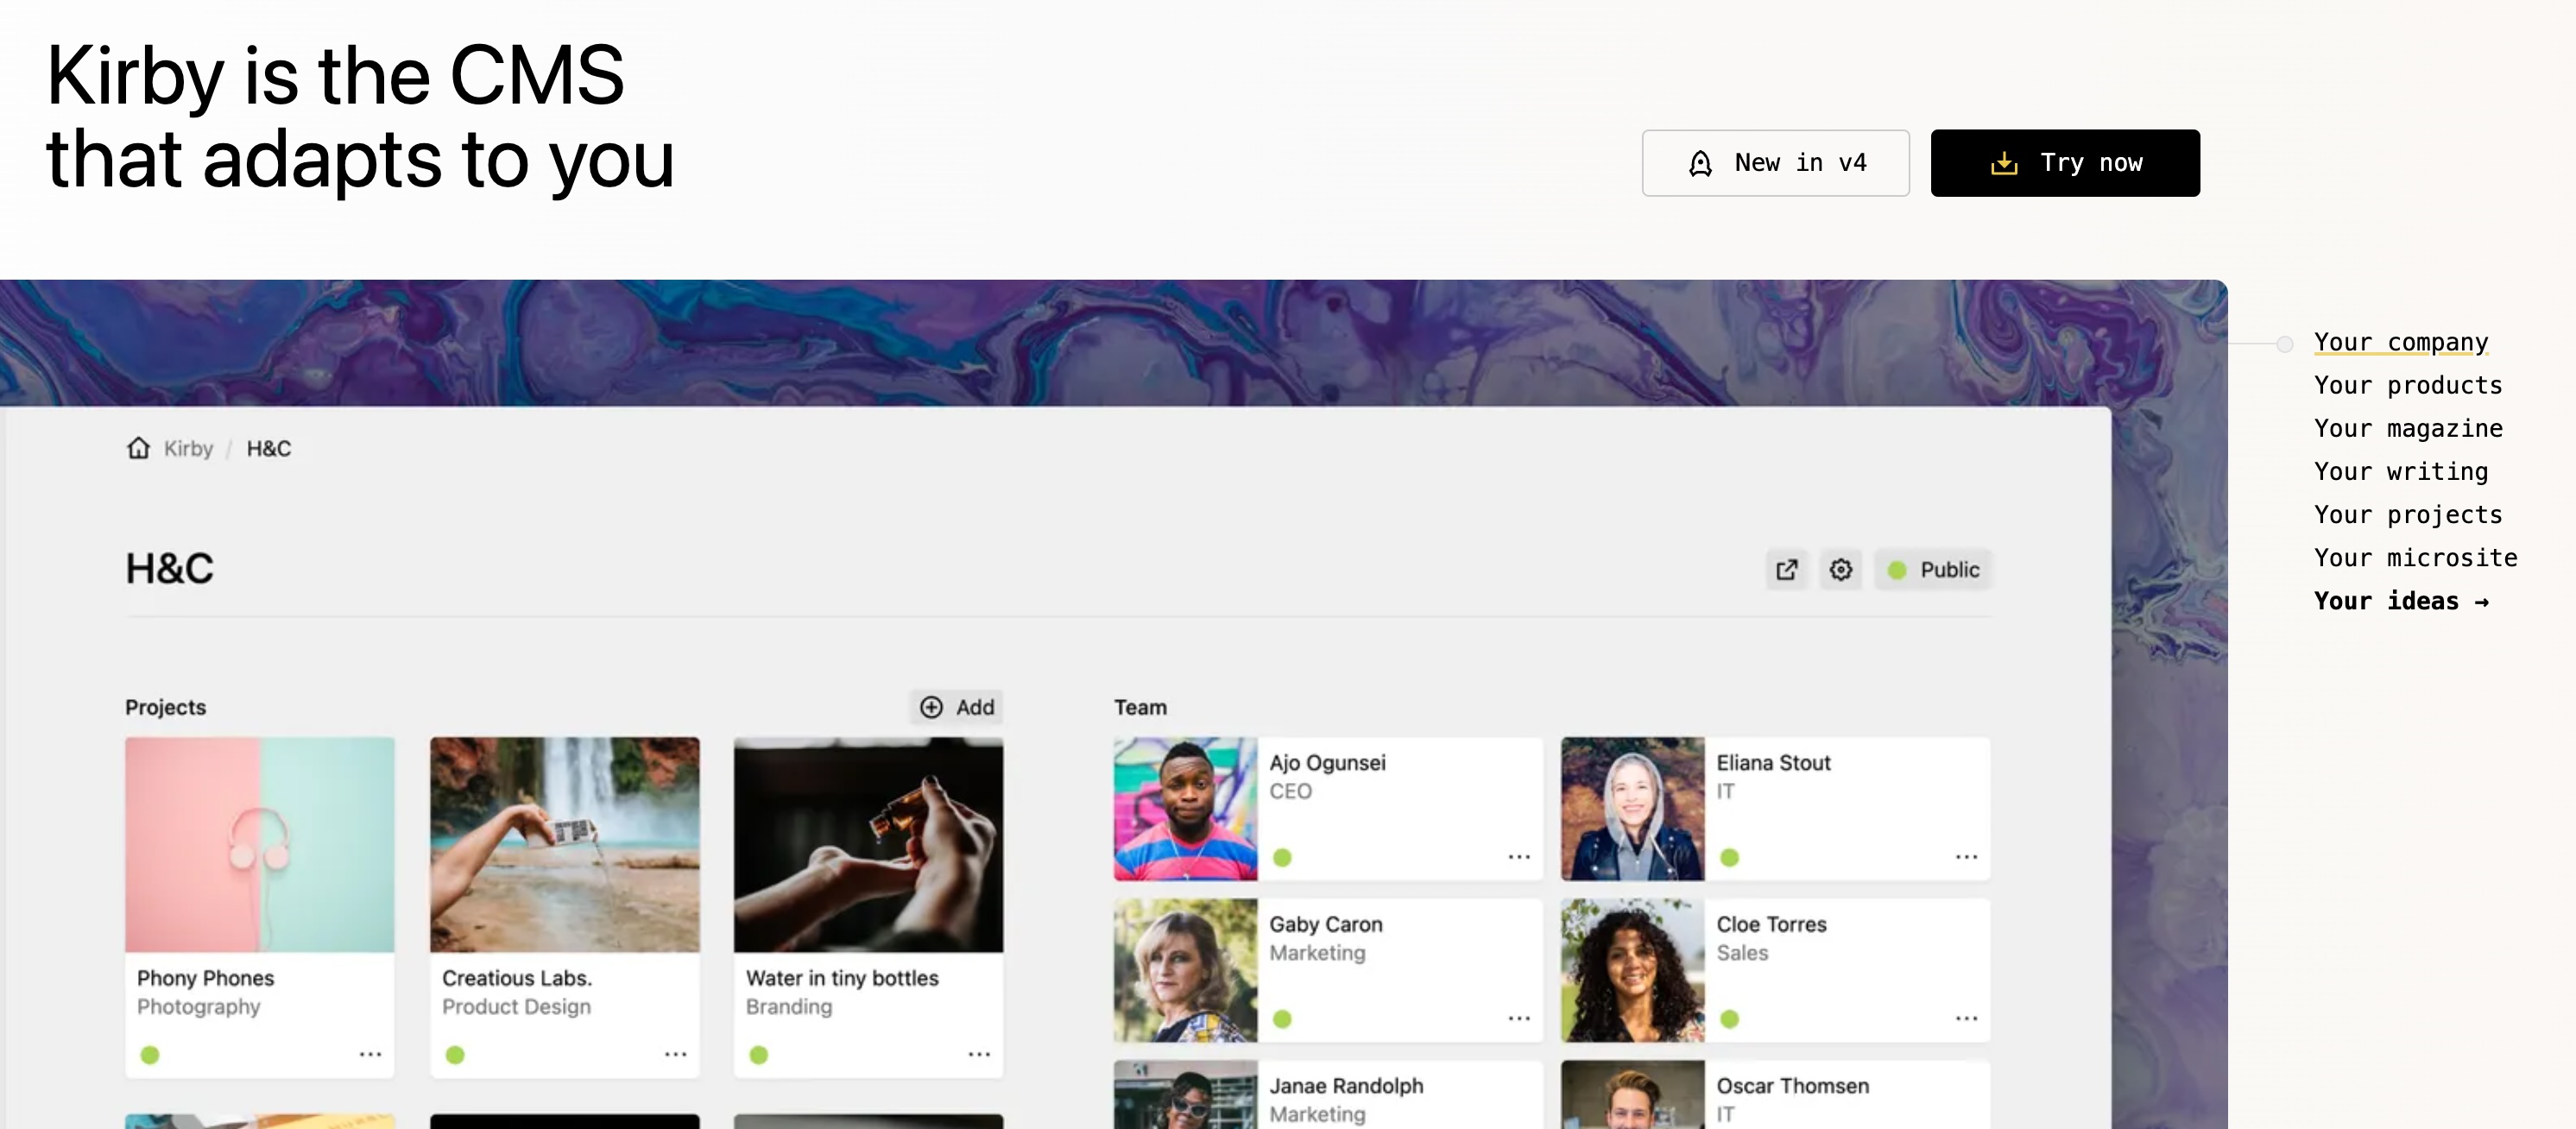 Kirby is the CMS
that adapts to you
New in v4
Try now
Your company
Your products
Your magazine
Your writing
Your projects
Your microsite
Your ideas →
Kirby / H&C
H&C
Public
Projects
Add
Phony Phones
Photography
Creatious Labs.
Product Design
Water in tiny bottles
Branding
Team
Ajo Ogunsei
CEO
Eliana Stout
IT
Gaby Caron
Marketing
Cloe Torres
Sales
Janae Randolph
Marketing
Oscar Thomsen
IT